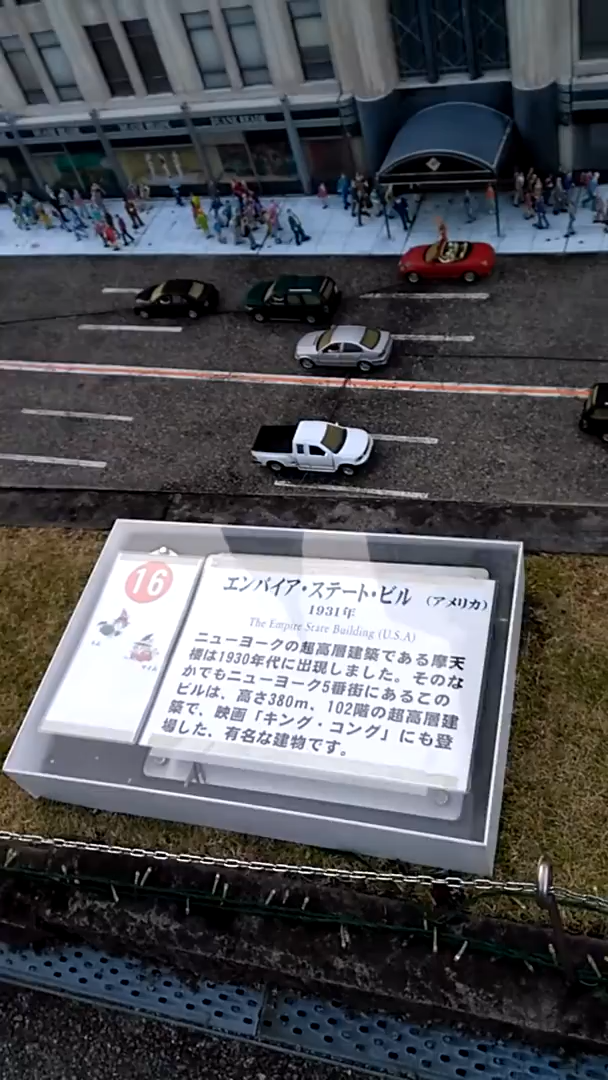 DUANE READE
16
エンパイア・ステート・ビル （アメリカ）
1931年
The Empire State Building (U.S.A)
ニューヨークの超高層建築である摩天
楼は1930年代に出現しました。そのな
かでもニューヨーク5番街にあるこの
ビルは、高さ380m、102階の超高層建
築で、映画「キング・コング」にも登
場した、有名な建物です。